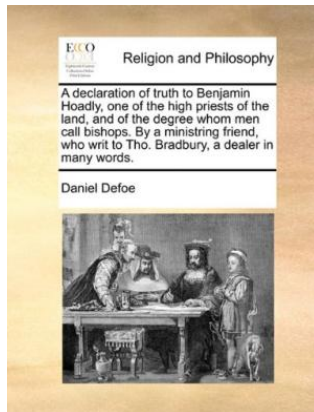 ECCO
Religion and Philosophy
A declaration of truth to Benjamin
Hoadly, one of the high priests of the
land, and of the degree whom men
call bishops. By a ministring friend,
who writ to Tho. Bradbury, a dealer in
many words.
Daniel Defoe